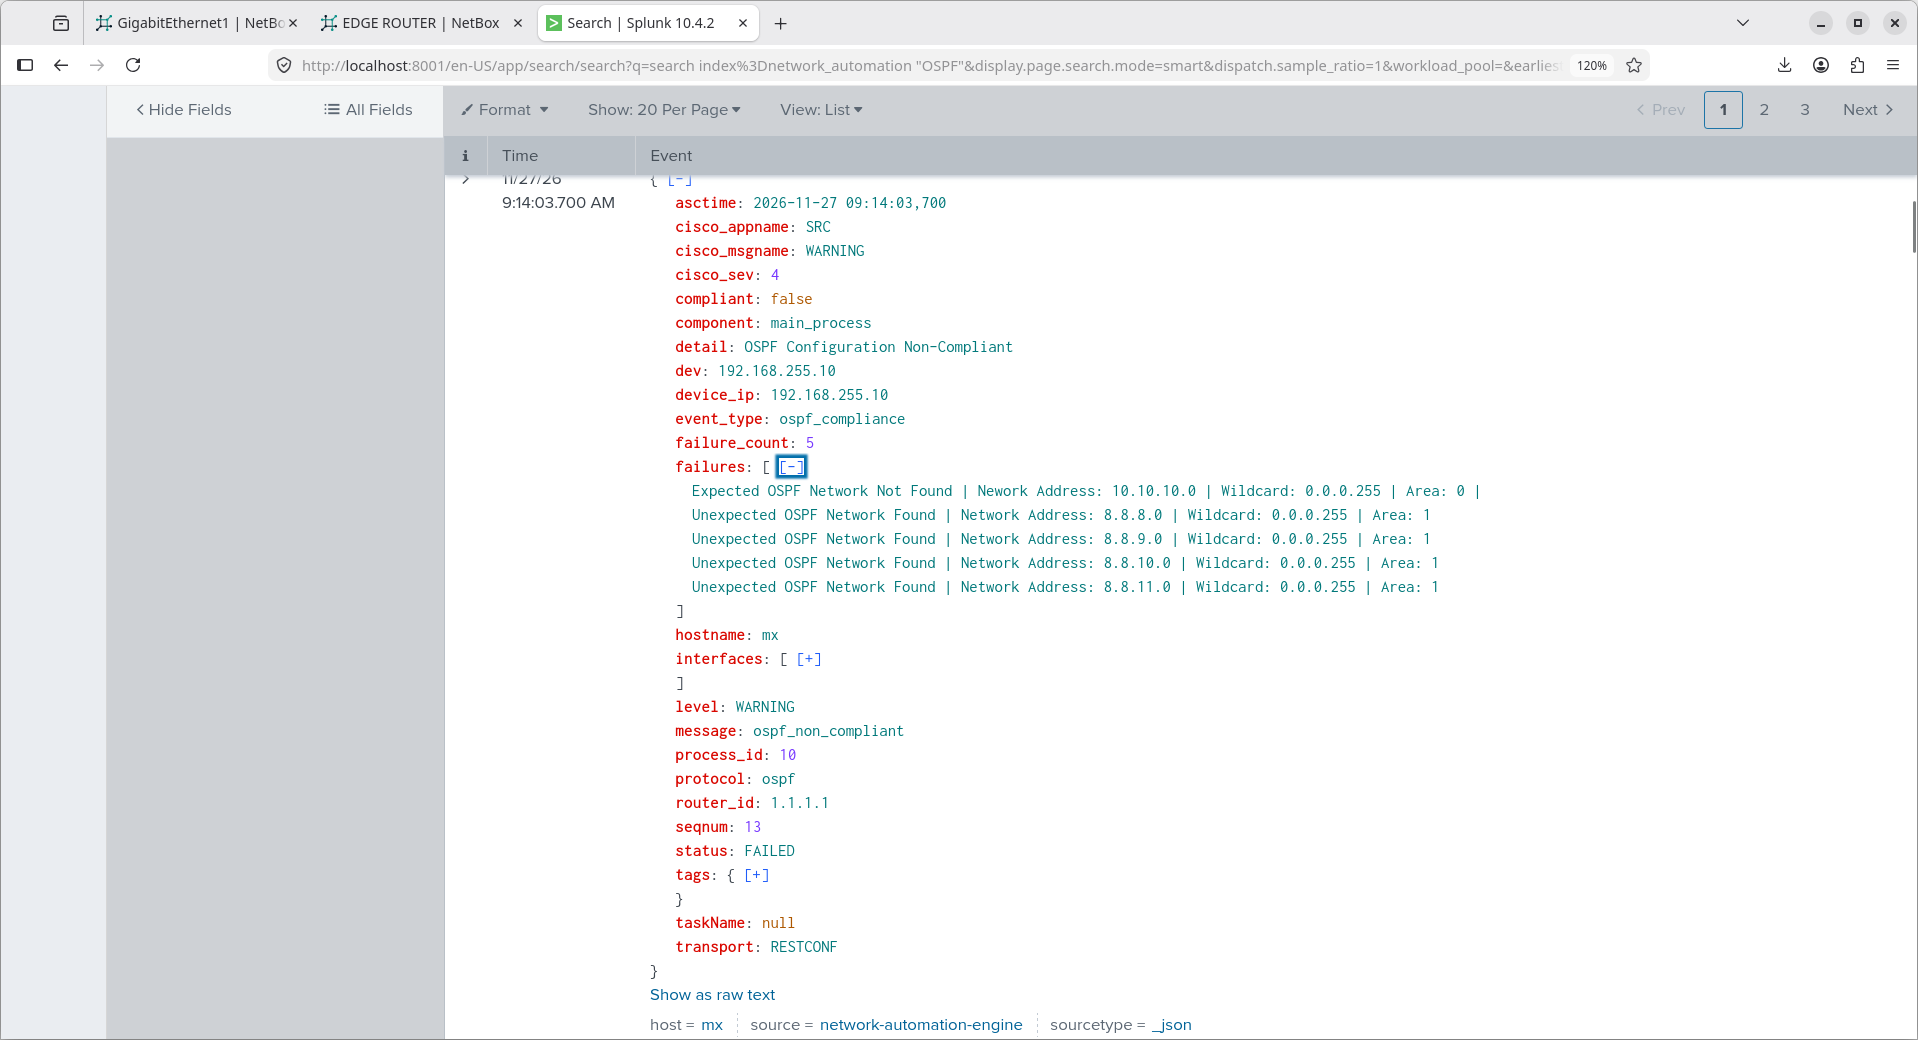 GigabitEthernet1 | NetBo
EDGE ROUTER | NetBox
Search | Splunk 10.4.2
http://localhost:8001/en-US/app/search/search?q=search index%3Dnetwork_automation "OSPF"&display.page.search.mode=smart&dispatch.sample_ratio=1&workload_pool=&earlies
120%
Hide Fields
All Fields
Format
Show: 20 Per Page
View: List
Prev 1 2 3 Next
i Time Event
11/27/26
9:14:03.700 AM
{ [-]
asctime: 2026-11-27 09:14:03,700
cisco_appname: SRC
cisco_msgname: WARNING
cisco_sev: 4
compliant: false
component: main_process
detail: OSPF Configuration Non-Compliant
dev: 192.168.255.10
device_ip: 192.168.255.10
event_type: ospf_compliance
failure_count: 5
failures: [ [-]
Expected OSPF Network Not Found | Nework Address: 10.10.10.0 | Wildcard: 0.0.0.255 | Area: 0 |
Unexpected OSPF Network Found | Network Address: 8.8.8.0 | Wildcard: 0.0.0.255 | Area: 1
Unexpected OSPF Network Found | Network Address: 8.8.9.0 | Wildcard: 0.0.0.255 | Area: 1
Unexpected OSPF Network Found | Network Address: 8.8.10.0 | Wildcard: 0.0.0.255 | Area: 1
Unexpected OSPF Network Found | Network Address: 8.8.11.0 | Wildcard: 0.0.0.255 | Area: 1
]
hostname: mx
interfaces: [ [+]
]
level: WARNING
message: ospf_non_compliant
process_id: 10
protocol: ospf
router_id: 1.1.1.1
seqnum: 13
status: FAILED
tags: { [+]
}
taskName: null
transport: RESTCONF
}
Show as raw text
host = mx source = network-automation-engine sourcetype = _json